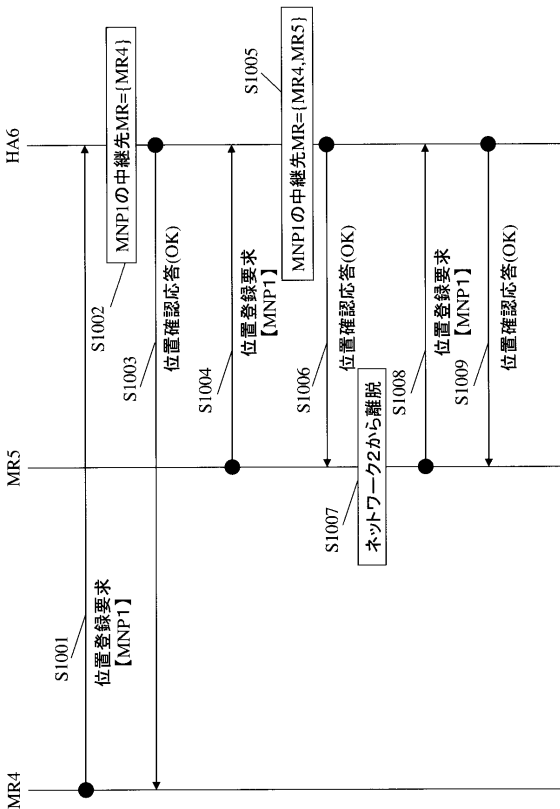 MR4
MR5
HA6
S1001
位置登録要求
【MNP1】
S1002
MNP1の中継先MR={MR4}
S1003
位置確認応答(OK)
S1004
位置登録要求
【MNP1】
S1005
MNP1の中継先MR={MR4,MR5}
S1006
位置確認応答(OK)
S1007
ネットワーク2から離脱
S1008
位置登録要求
【MNP1】
S1009
位置確認応答(OK)